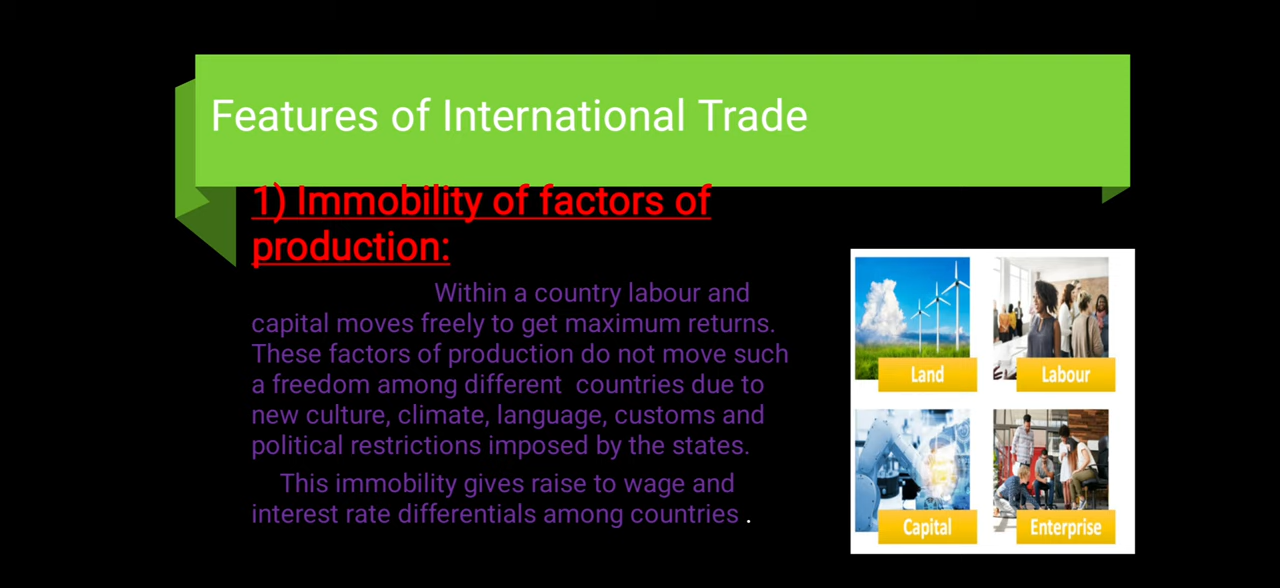 Features of International Trade
1) Immobility of factors of
production:
Within a country labour and
capital moves freely to get maximum returns.
These factors of production do not move such
a freedom among different countries due to
new culture, climate, language, customs and
political restrictions imposed by the states.
This immobility gives raise to wage and
interest rate differentials among countries .
Land
Labour
Capital
Enterprise